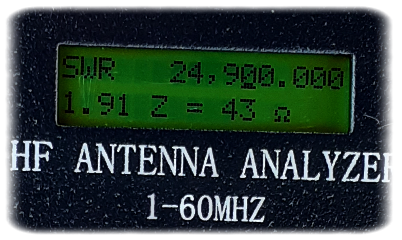 SWR 24,900.000
1.91 Z = 43 Ω
HF ANTENNA ANALYZER
1-60MHZ